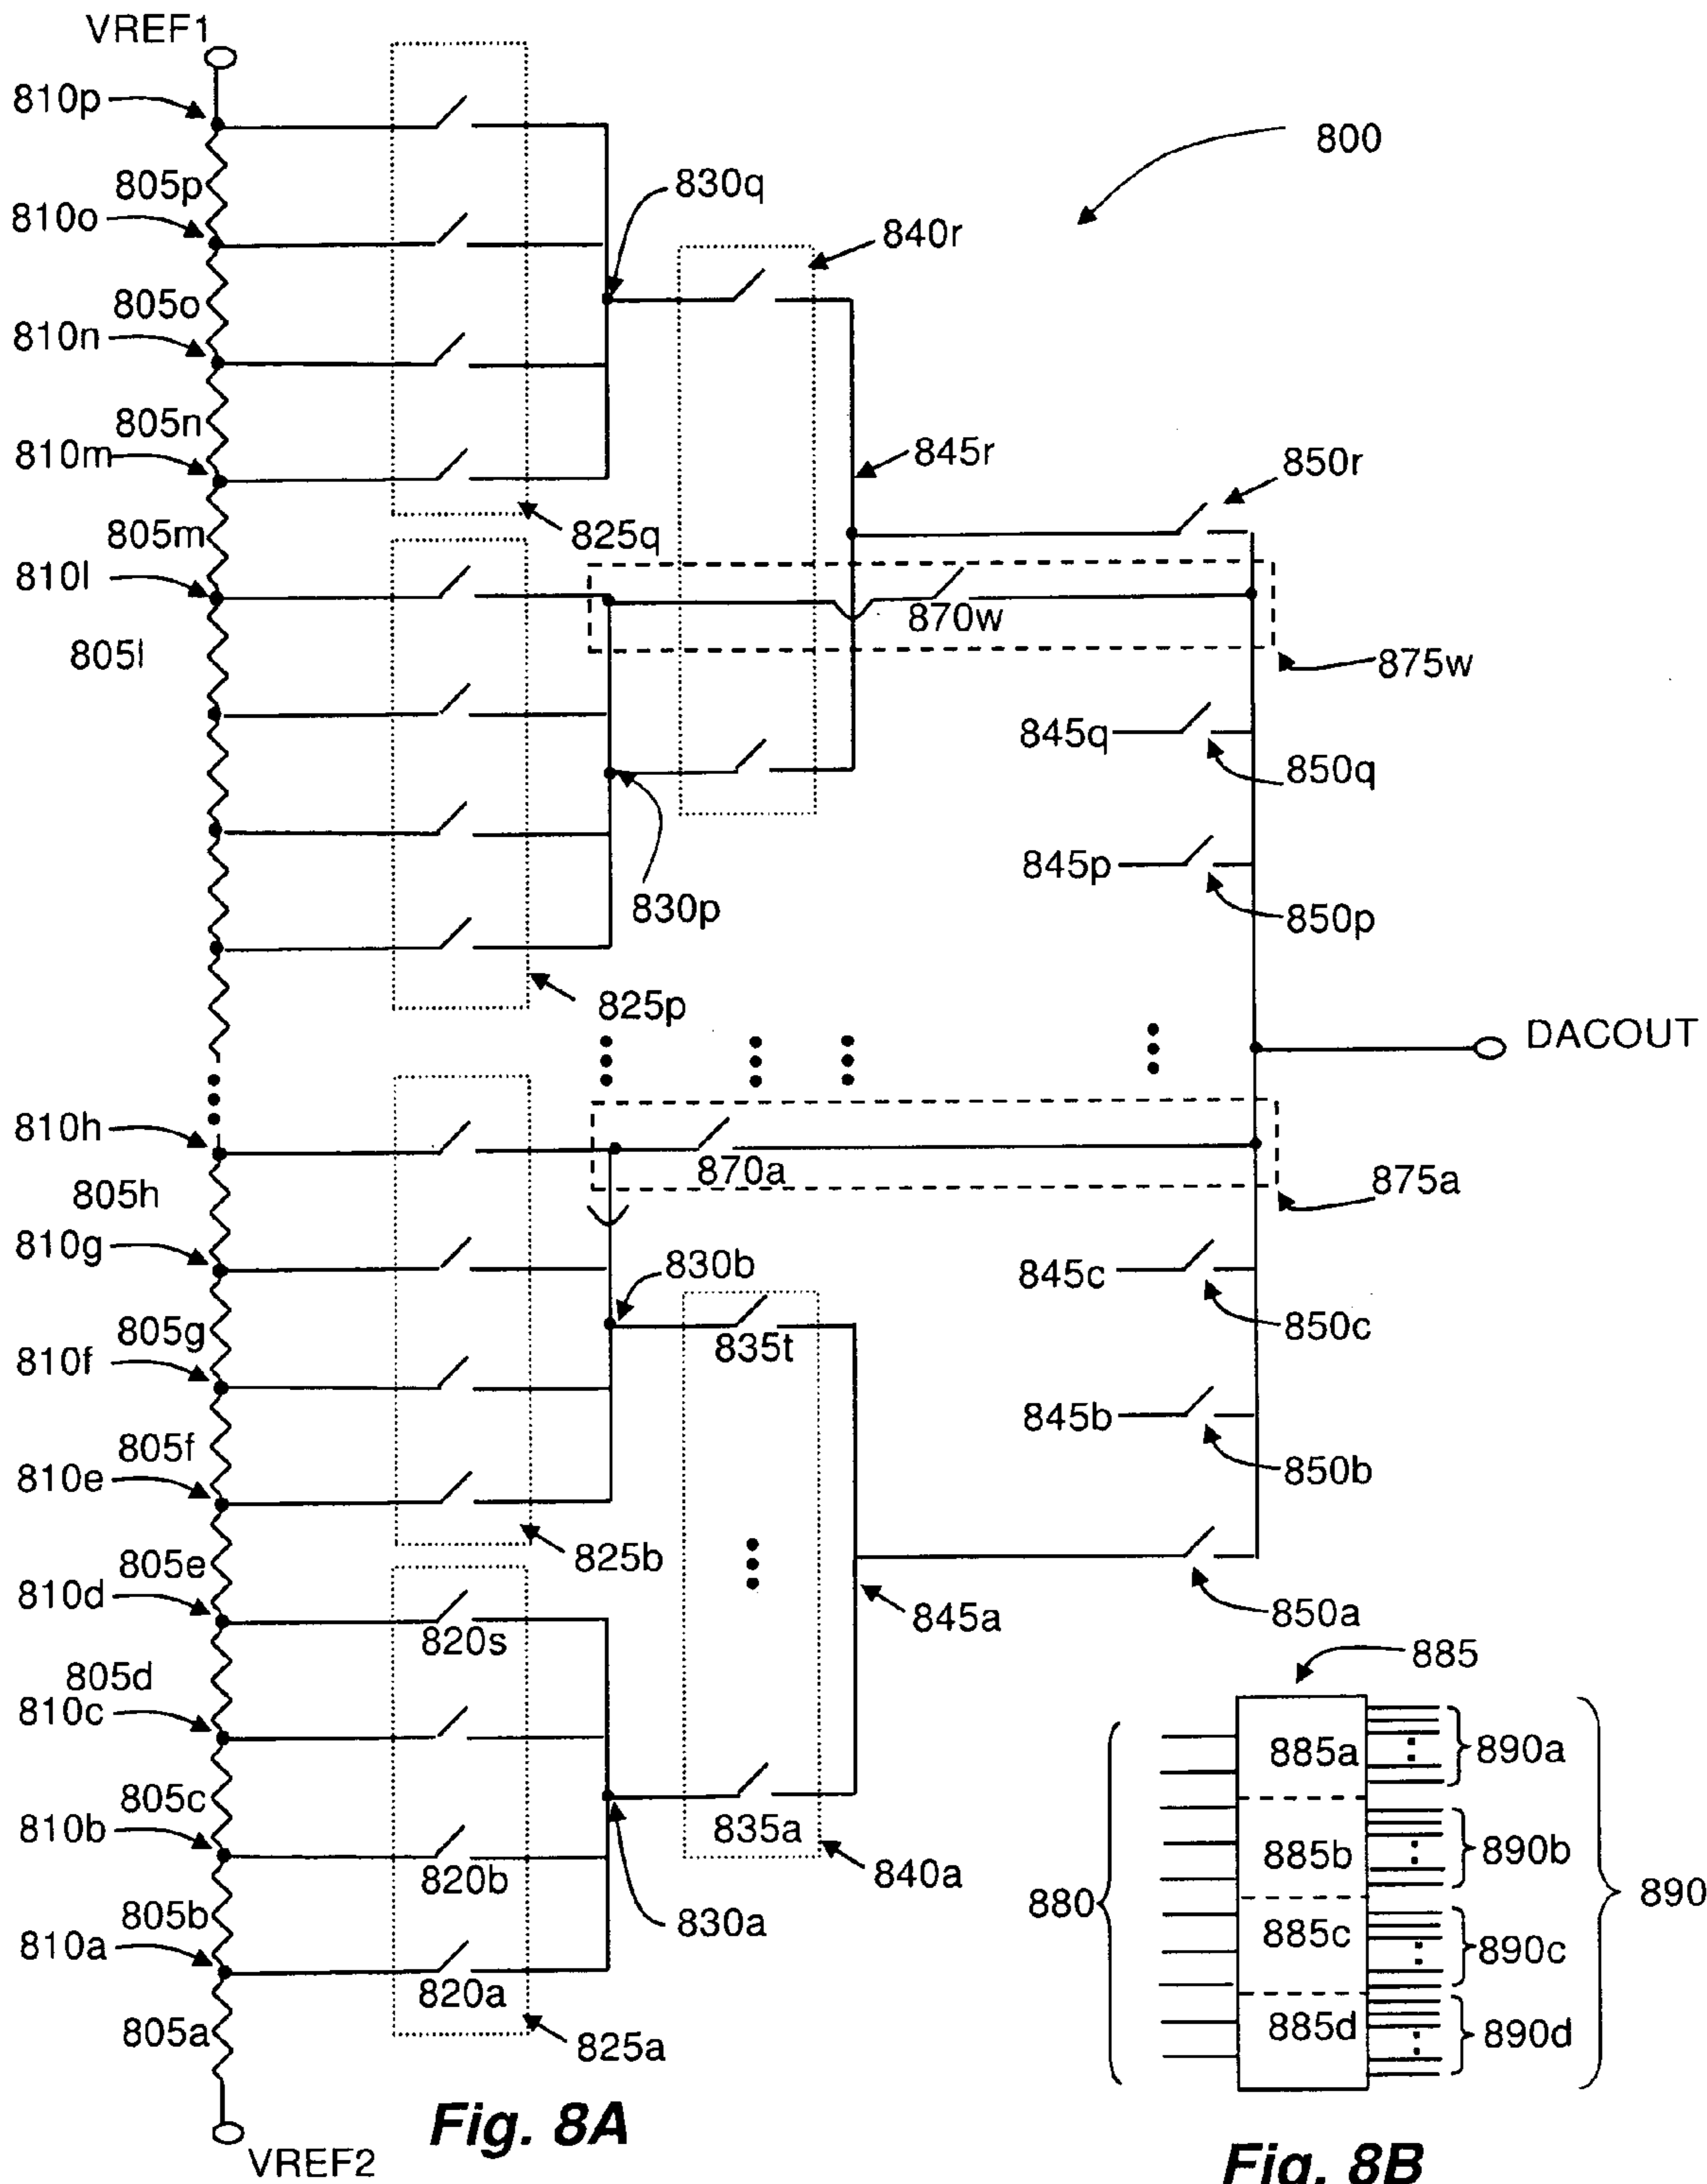 VREF1
810p
800
805p
830q
810o
840r
805o
810n
805n
810m
845r
850r
805m
825q
810l
870w
805l
875w
845q
850q
845p
850p
830p
825p
DACOUT
810h
870a
875a
805h
810g
830b
845c
850c
805g
835t
810f
845b
805f
850b
810e
825b
805e
810d
845a
850a
820s
885
805d
810c
885a
890a
805c
835a
810b
840a
885b
890b
820b
880
890
805b
830a
885c
890c
810a
820a
885d
890d
805a
825a
Fig. 8A
VREF2
Fig. 8B